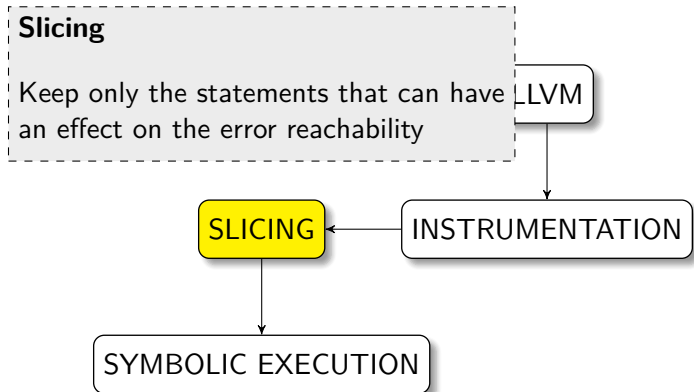 Slicing
Keep only the statements that can have
an effect on the error reachability
LLVM
SLICING
INSTRUMENTATION
SYMBOLIC EXECUTION